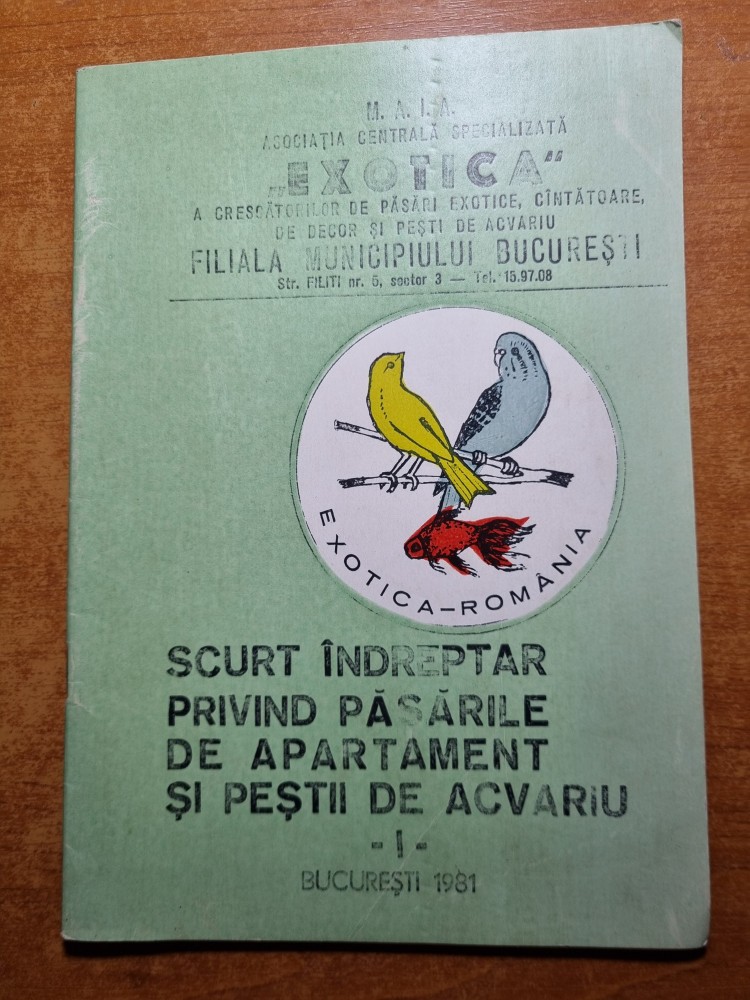 M. A. I. A.
ASOCIAȚIA CENTRALĂ SPECIALIZATĂ
„EXOTICA“
A CRESCĂTORILOR DE PĂSĂRI EXOTICE, CÎNTĂTOARE,
DE DECOR ȘI PEȘTI DE ACVARIU
FILIALA MUNICIPIULUI BUCUREȘTI
Str. FILITI nr. 5, sector 3 — Tel. 15.97.08
EXOTICA-ROMÂNIA
SCURT ÎNDREPTAR
PRIVIND PĂSĂRILE
DE APARTAMENT
ȘI PEȘTII DE ACVARIU
- I -
BUCUREȘTI 1981